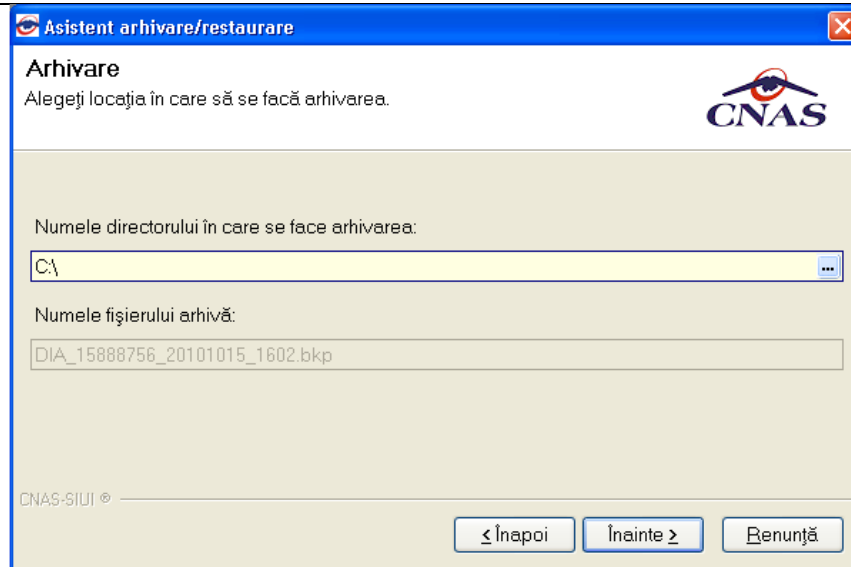 Asistent arhivare/restaurare
Arhivare
Alegeţi locaţia în care să se facă arhivarea.
CNAS
Numele directorului în care se face arhivarea:
C:\
...
Numele fişierului arhivă:
DIA_15888756_20101015_1602.bkp
CNAS-SIUI ®
< Înapoi
Înainte >
Renunţă